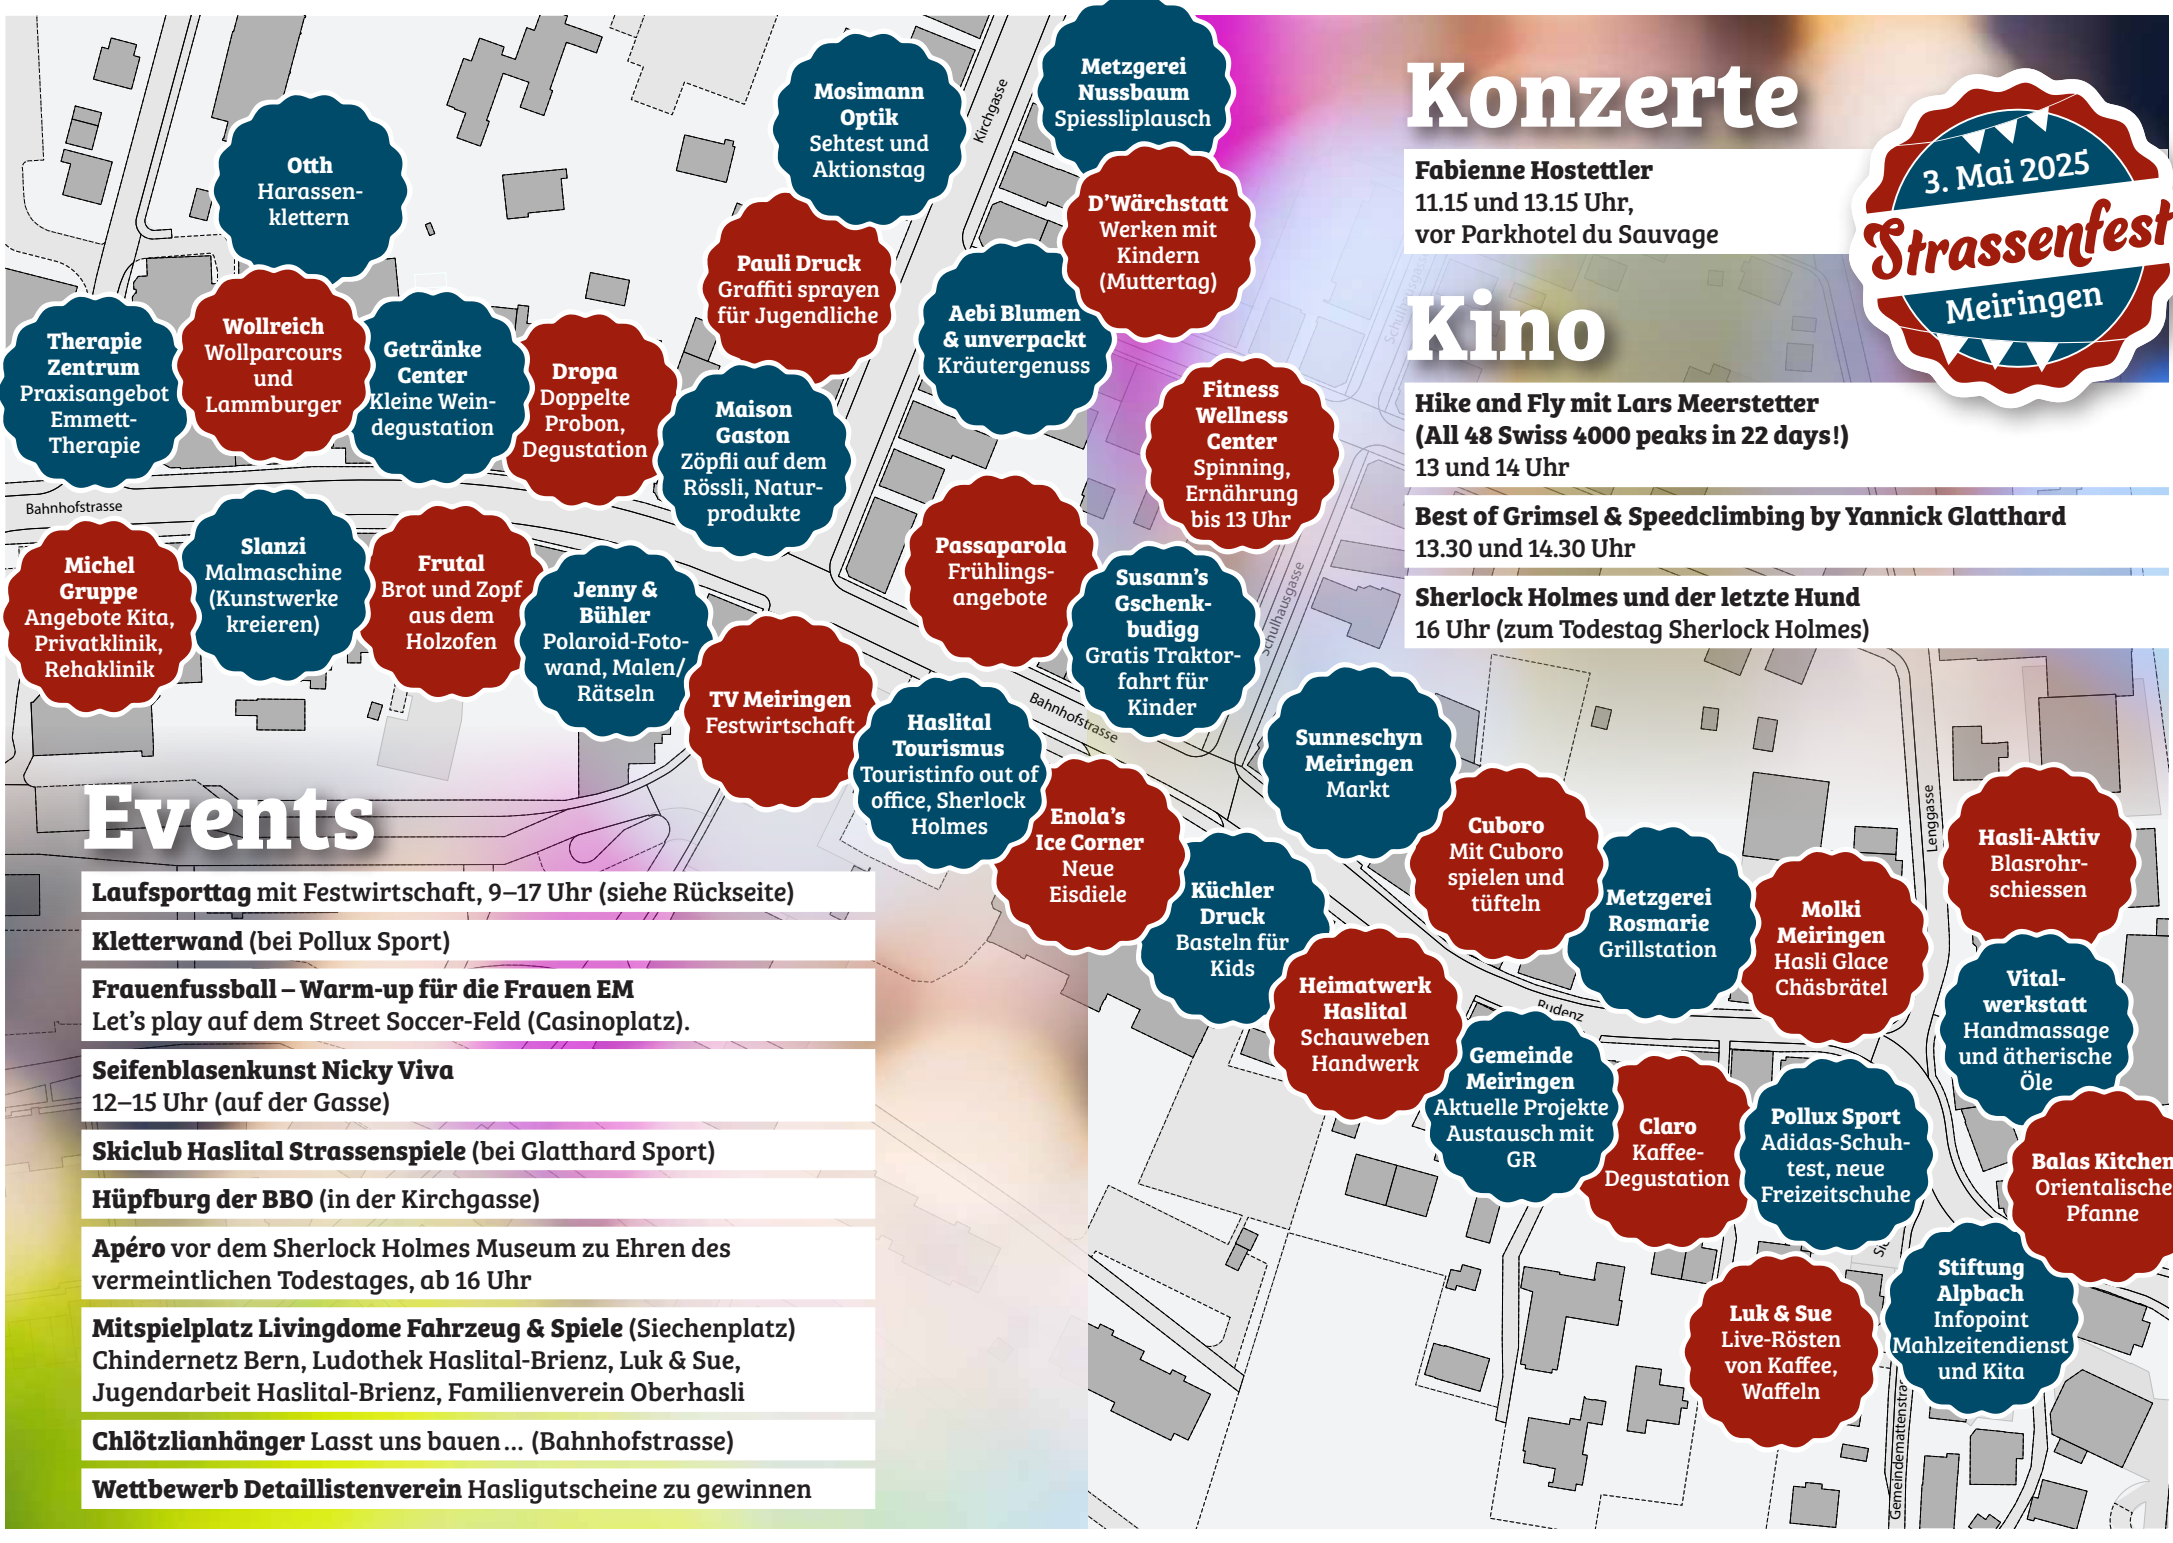 Metzgerei
Nussbaum
Spiessliplausch
Mosimann
Optik
Sehtest und
Aktionstag
Kirchgasse
Otth
Harassen-
klettern
D’Wärchstatt
Werken mit
Kindern
(Muttertag)
Pauli Druck
Graffiti sprayen
für Jugendliche
Aebi Blumen
& unverpackt
Kräutergenuss
Therapie
Zentrum
Praxisangebot
Emmett-
Therapie
Wollreich
Wollparcours
und
Lammburger
Getränke
Center
Kleine Wein-
degustation
Dropa
Doppelte
Probon,
Degustation
Maison
Gaston
Zöpfli auf dem
Rössli, Natur-
produkte
Fitness
Wellness
Center
Spinning,
Ernährung
bis 13 Uhr
Bahnhofstrasse
Michel
Gruppe
Angebote Kita,
Privatklinik,
Rehaklinik
Slanzi
Malmaschine
(Kunstwerke
kreieren)
Frutal
Brot und Zopf
aus dem
Holzofen
Jenny &
Bühler
Polaroid-Foto-
wand, Malen/
Rätseln
TV Meiringen
Festwirtschaft
Passaparola
Frühlings-
angebote
Susann’s
Gschenk-
budigg
Gratis Traktor-
fahrt für
Kinder
Schulhausgasse
Bahnhofstrasse
Haslital
Tourismus
Touristinfo out of
office, Sherlock
Holmes
Enola’s
Ice Corner
Neue
Eisdiele
Küchler
Druck
Basteln für
Kids
Sunneschyn
Meiringen
Markt
Cuboro
Mit Cuboro
spielen und
tüfteln
Heimatwerk
Haslital
Schauweben
Handwerk
Rudenz
Metzgerei
Rosmarie
Grillstation
Molki
Meiringen
Hasli Glace
Chäsbrätel
Lenggasse
Hasli-Aktiv
Blasrohr-
schiessen
Vital-
werkstatt
Handmassage
und ätherische
Öle
Gemeinde
Meiringen
Aktuelle Projekte
Austausch mit
GR
Claro
Kaffee-
Degustation
Pollux Sport
Adidas-Schuh-
test, neue
Freizeitschuhe
Balas Kitchen
Orientalische
Pfanne
Luk & Sue
Live-Rösten
von Kaffee,
Waffeln
Stiftung
Alpbach
Infopoint
Mahlzeitendienst
und Kita
Konzerte
Fabienne Hostettler
11.15 und 13.15 Uhr,
vor Parkhotel du Sauvage
3. Mai 2025
Strassenfest
Meiringen
Kino
Hike and Fly mit Lars Meerstetter
(All 48 Swiss 4000 peaks in 22 days!)
13 und 14 Uhr
Best of Grimsel & Speedclimbing by Yannick Glatthard
13.30 und 14.30 Uhr
Sherlock Holmes und der letzte Hund
16 Uhr (zum Todestag Sherlock Holmes)
Events
Laufsporttag mit Festwirtschaft, 9–17 Uhr (siehe Rückseite)
Kletterwand (bei Pollux Sport)
Frauenfussball – Warm-up für die Frauen EM
Let’s play auf dem Street Soccer-Feld (Casinoplatz).
Seifenblasenkunst Nicky Viva
12–15 Uhr (auf der Gasse)
Skiclub Haslital Strassenspiele (bei Glatthard Sport)
Hüpfburg der BBO (in der Kirchgasse)
Apéro vor dem Sherlock Holmes Museum zu Ehren des
vermeintlichen Todestages, ab 16 Uhr
Mitspielplatz Livingdome Fahrzeug & Spiele (Siechenplatz)
Chindernetz Bern, Ludothek Haslital-Brienz, Luk & Sue,
Jugendarbeit Haslital-Brienz, Familienverein Oberhasli
Chlötzlianhänger Lasst uns bauen... (Bahnhofstrasse)
Wettbewerb Detaillistenverein Hasligutscheine zu gewinnen